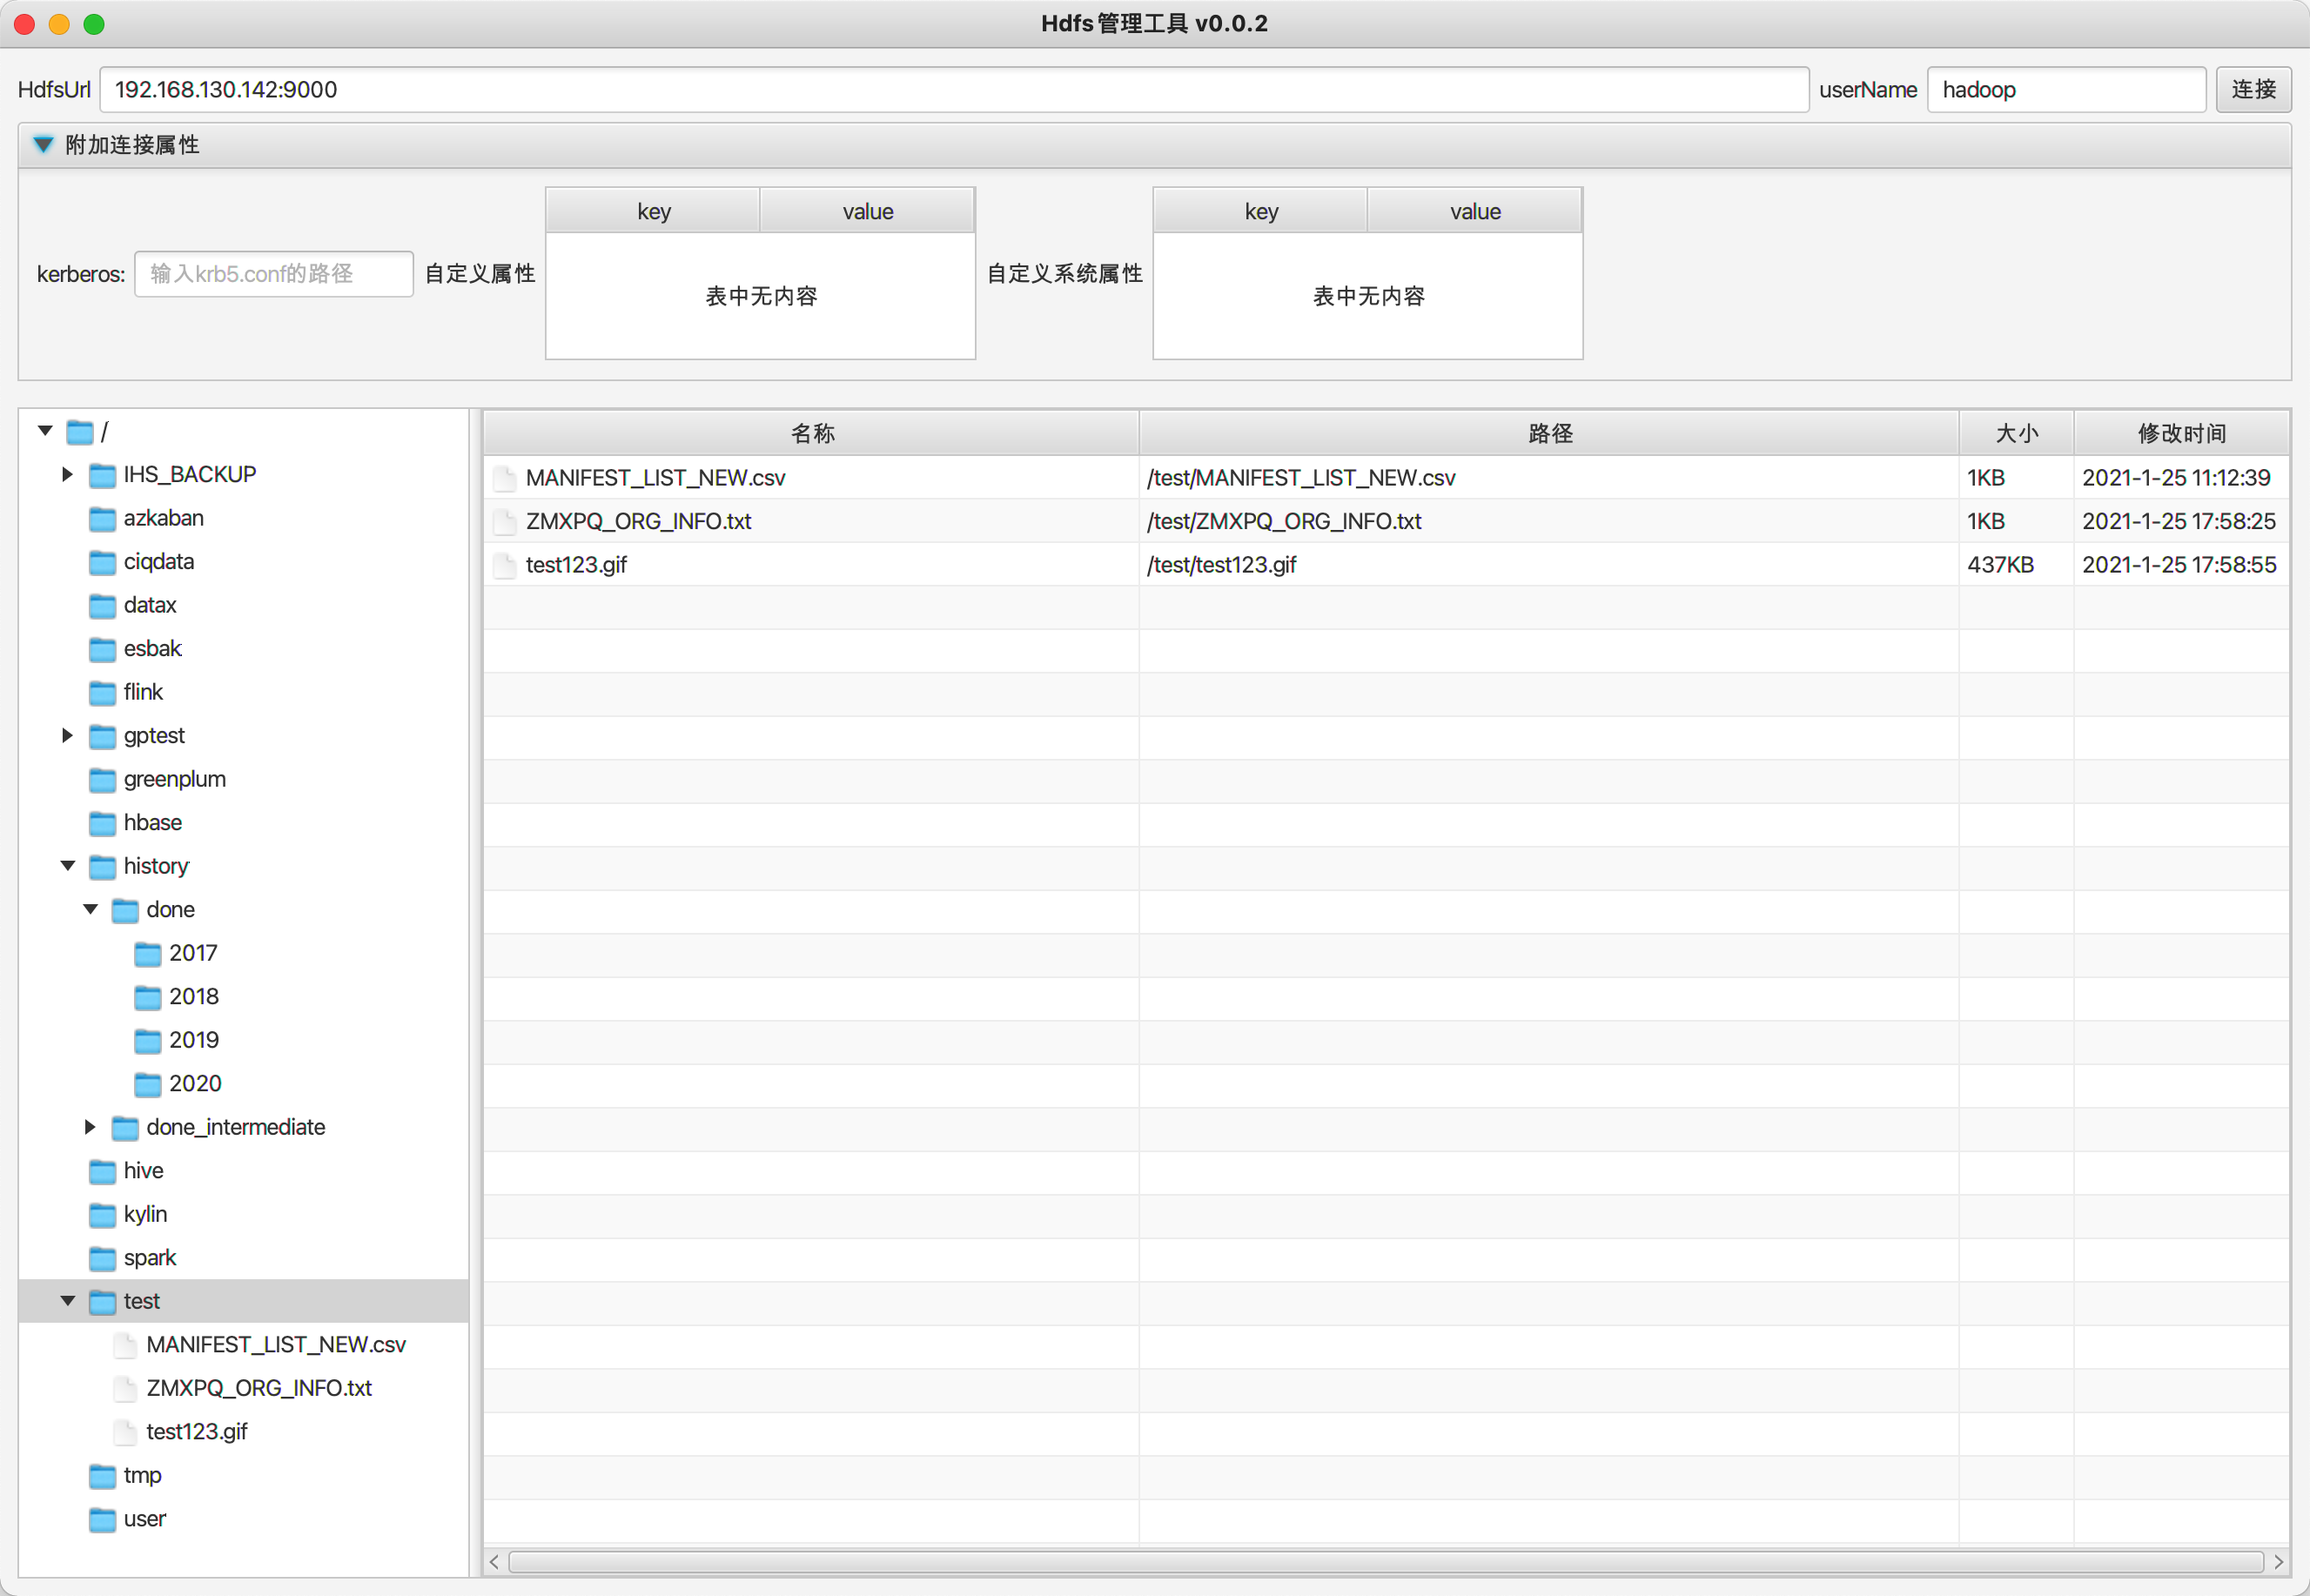 Hdfs管理工具 v0.0.2
HdfsUrl 192.168.130.142:9000 userName hadoop 连接
附加连接属性
key value key value
kerberos: 输入krb5.conf的路径 自定义属性 表中无内容 自定义系统属性 表中无内容
/
IHS_BACKUP
azkaban
ciqdata
datax
esbak
flink
gptest
greenplum
hbase
history
done
2017
2018
2019
2020
done_intermediate
hive
kylin
spark
test
MANIFEST_LIST_NEW.csv
ZMXPQ_ORG_INFO.txt
test123.gif
tmp
user
名称 路径 大小 修改时间
MANIFEST_LIST_NEW.csv /test/MANIFEST_LIST_NEW.csv 1KB 2021-1-25 11:12:39
ZMXPQ_ORG_INFO.txt /test/ZMXPQ_ORG_INFO.txt 1KB 2021-1-25 17:58:25
test123.gif /test/test123.gif 437KB 2021-1-25 17:58:55